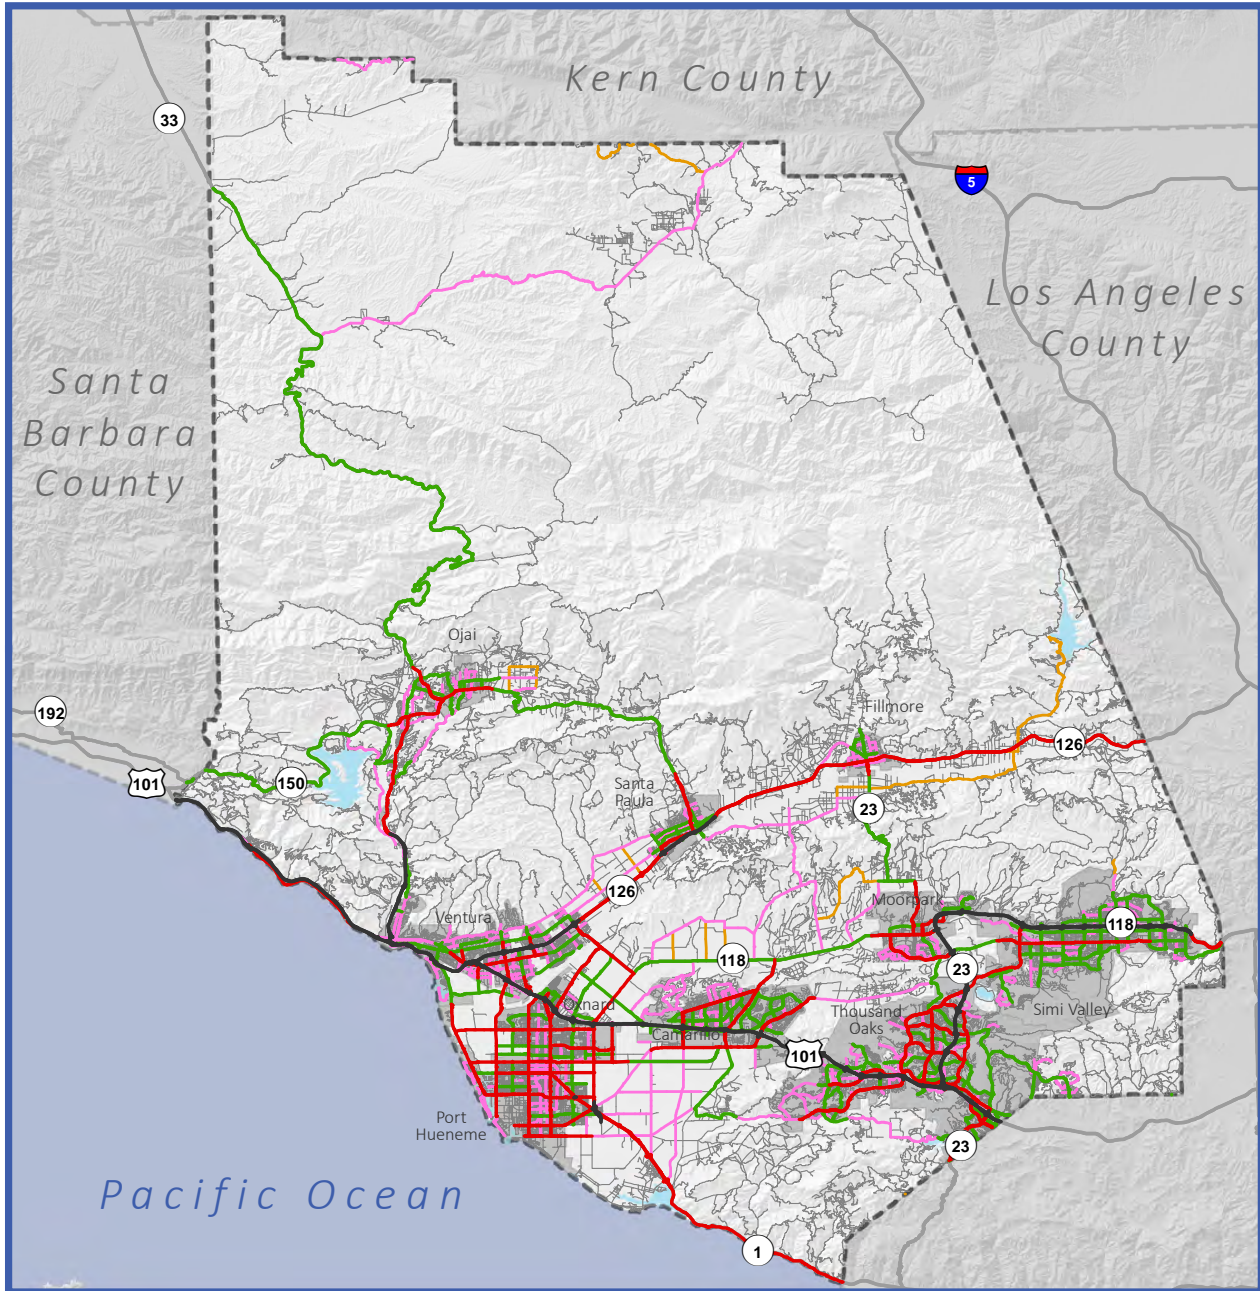 Kern County
33
5
Los Angeles
County
Santa
Barbara
County
Ojai
192
101
150
Fillmore
126
Santa
Paula
23
126
Ventura
Moorpark
118
118
23
Oxnard
Camarillo
Thousand
Oaks
Simi Valley
101
Port
Hueneme
23
Pacific Ocean
1